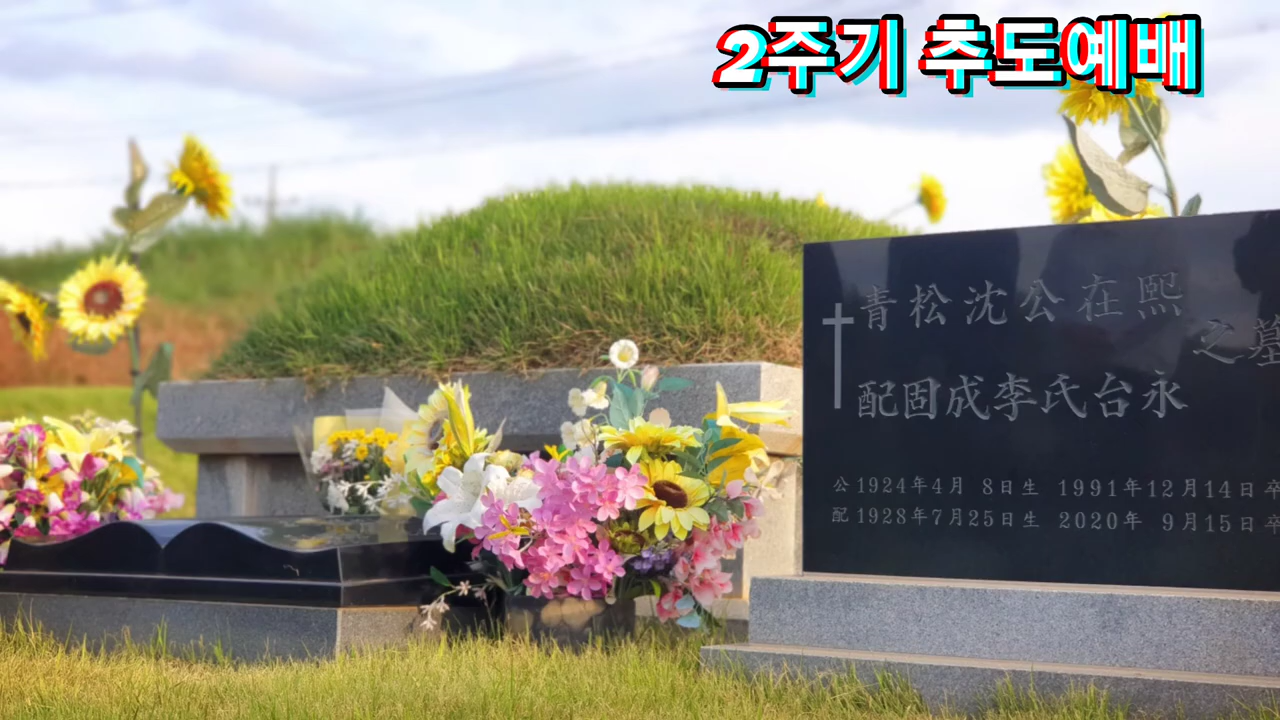 2주기 추도예배
青松沈公在熙
之墓
配固成李氏台永
公 1924年4月 8日生 1991年12月14日卒
配 1928年7月25日生 2020年 9月15日卒